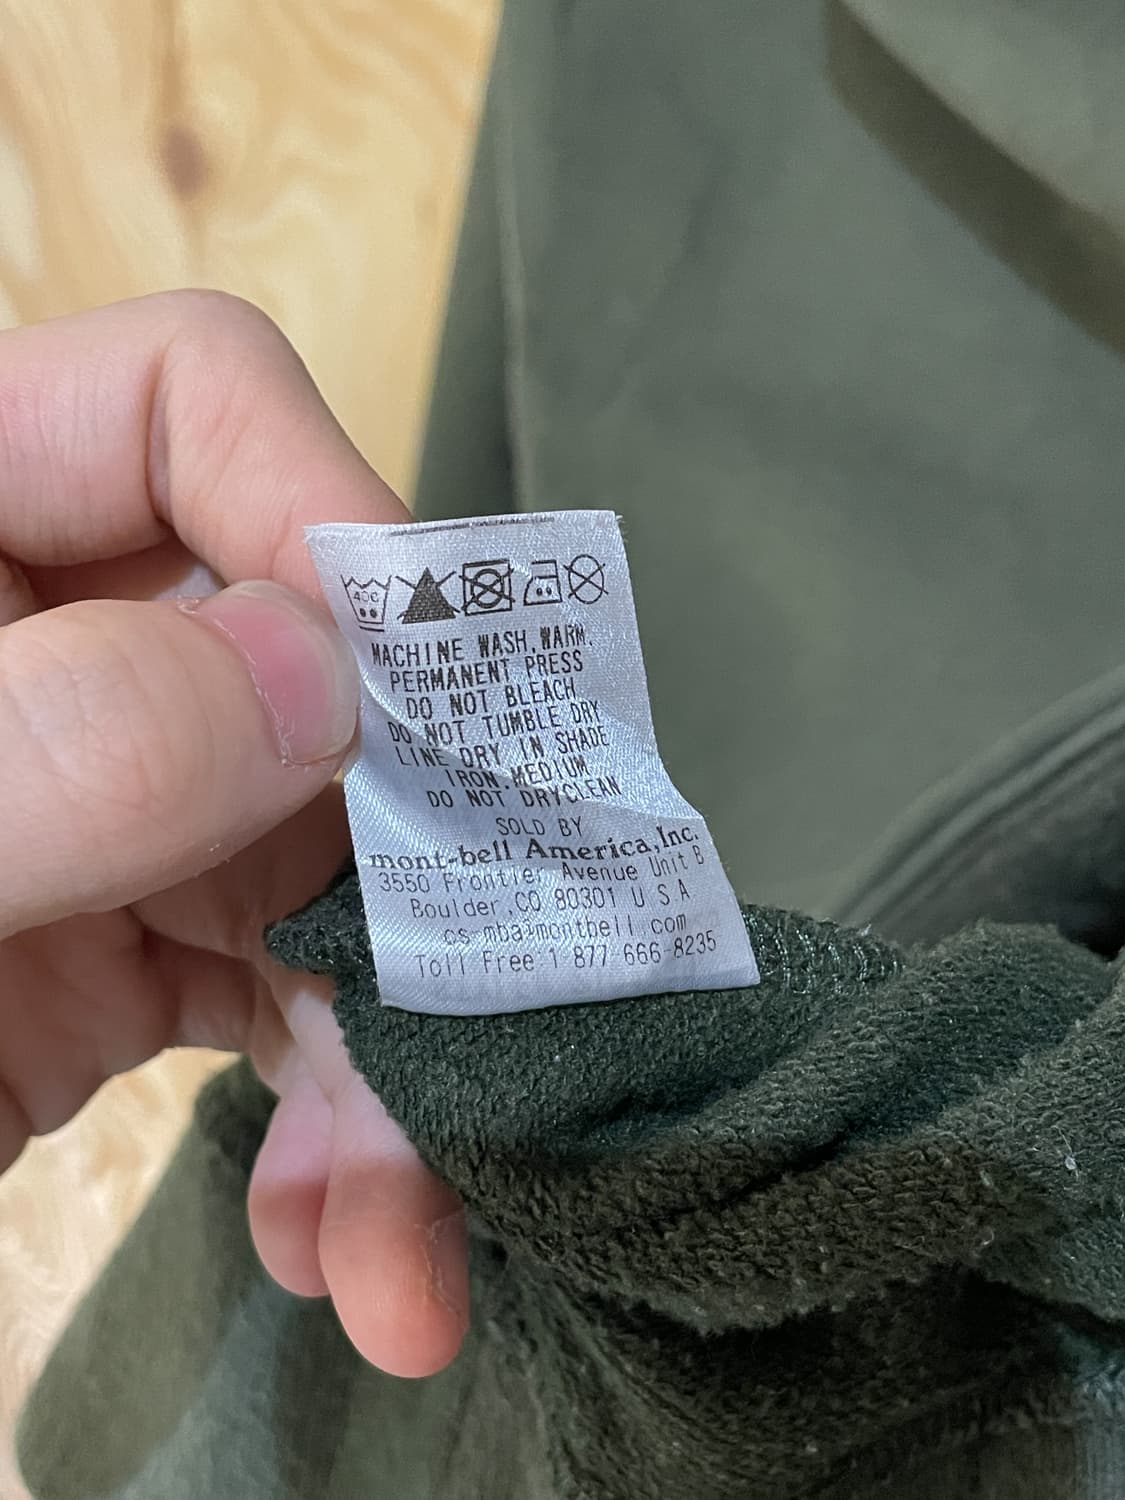 40C
MACHINE WASH,WARM.
PERMANENT PRESS
DO NOT BLEACH
DO NOT TUMBLE DRY
LINE DRY IN SHADE
IRON,MEDIUM
DO NOT DRYCLEAN
SOLD BY
mont-bell America,Inc.
3550 Frontier Avenue Unit B
Boulder,CO 80301 U S A
cs-mba@montbell.com
Toll Free 1 877-666-8235